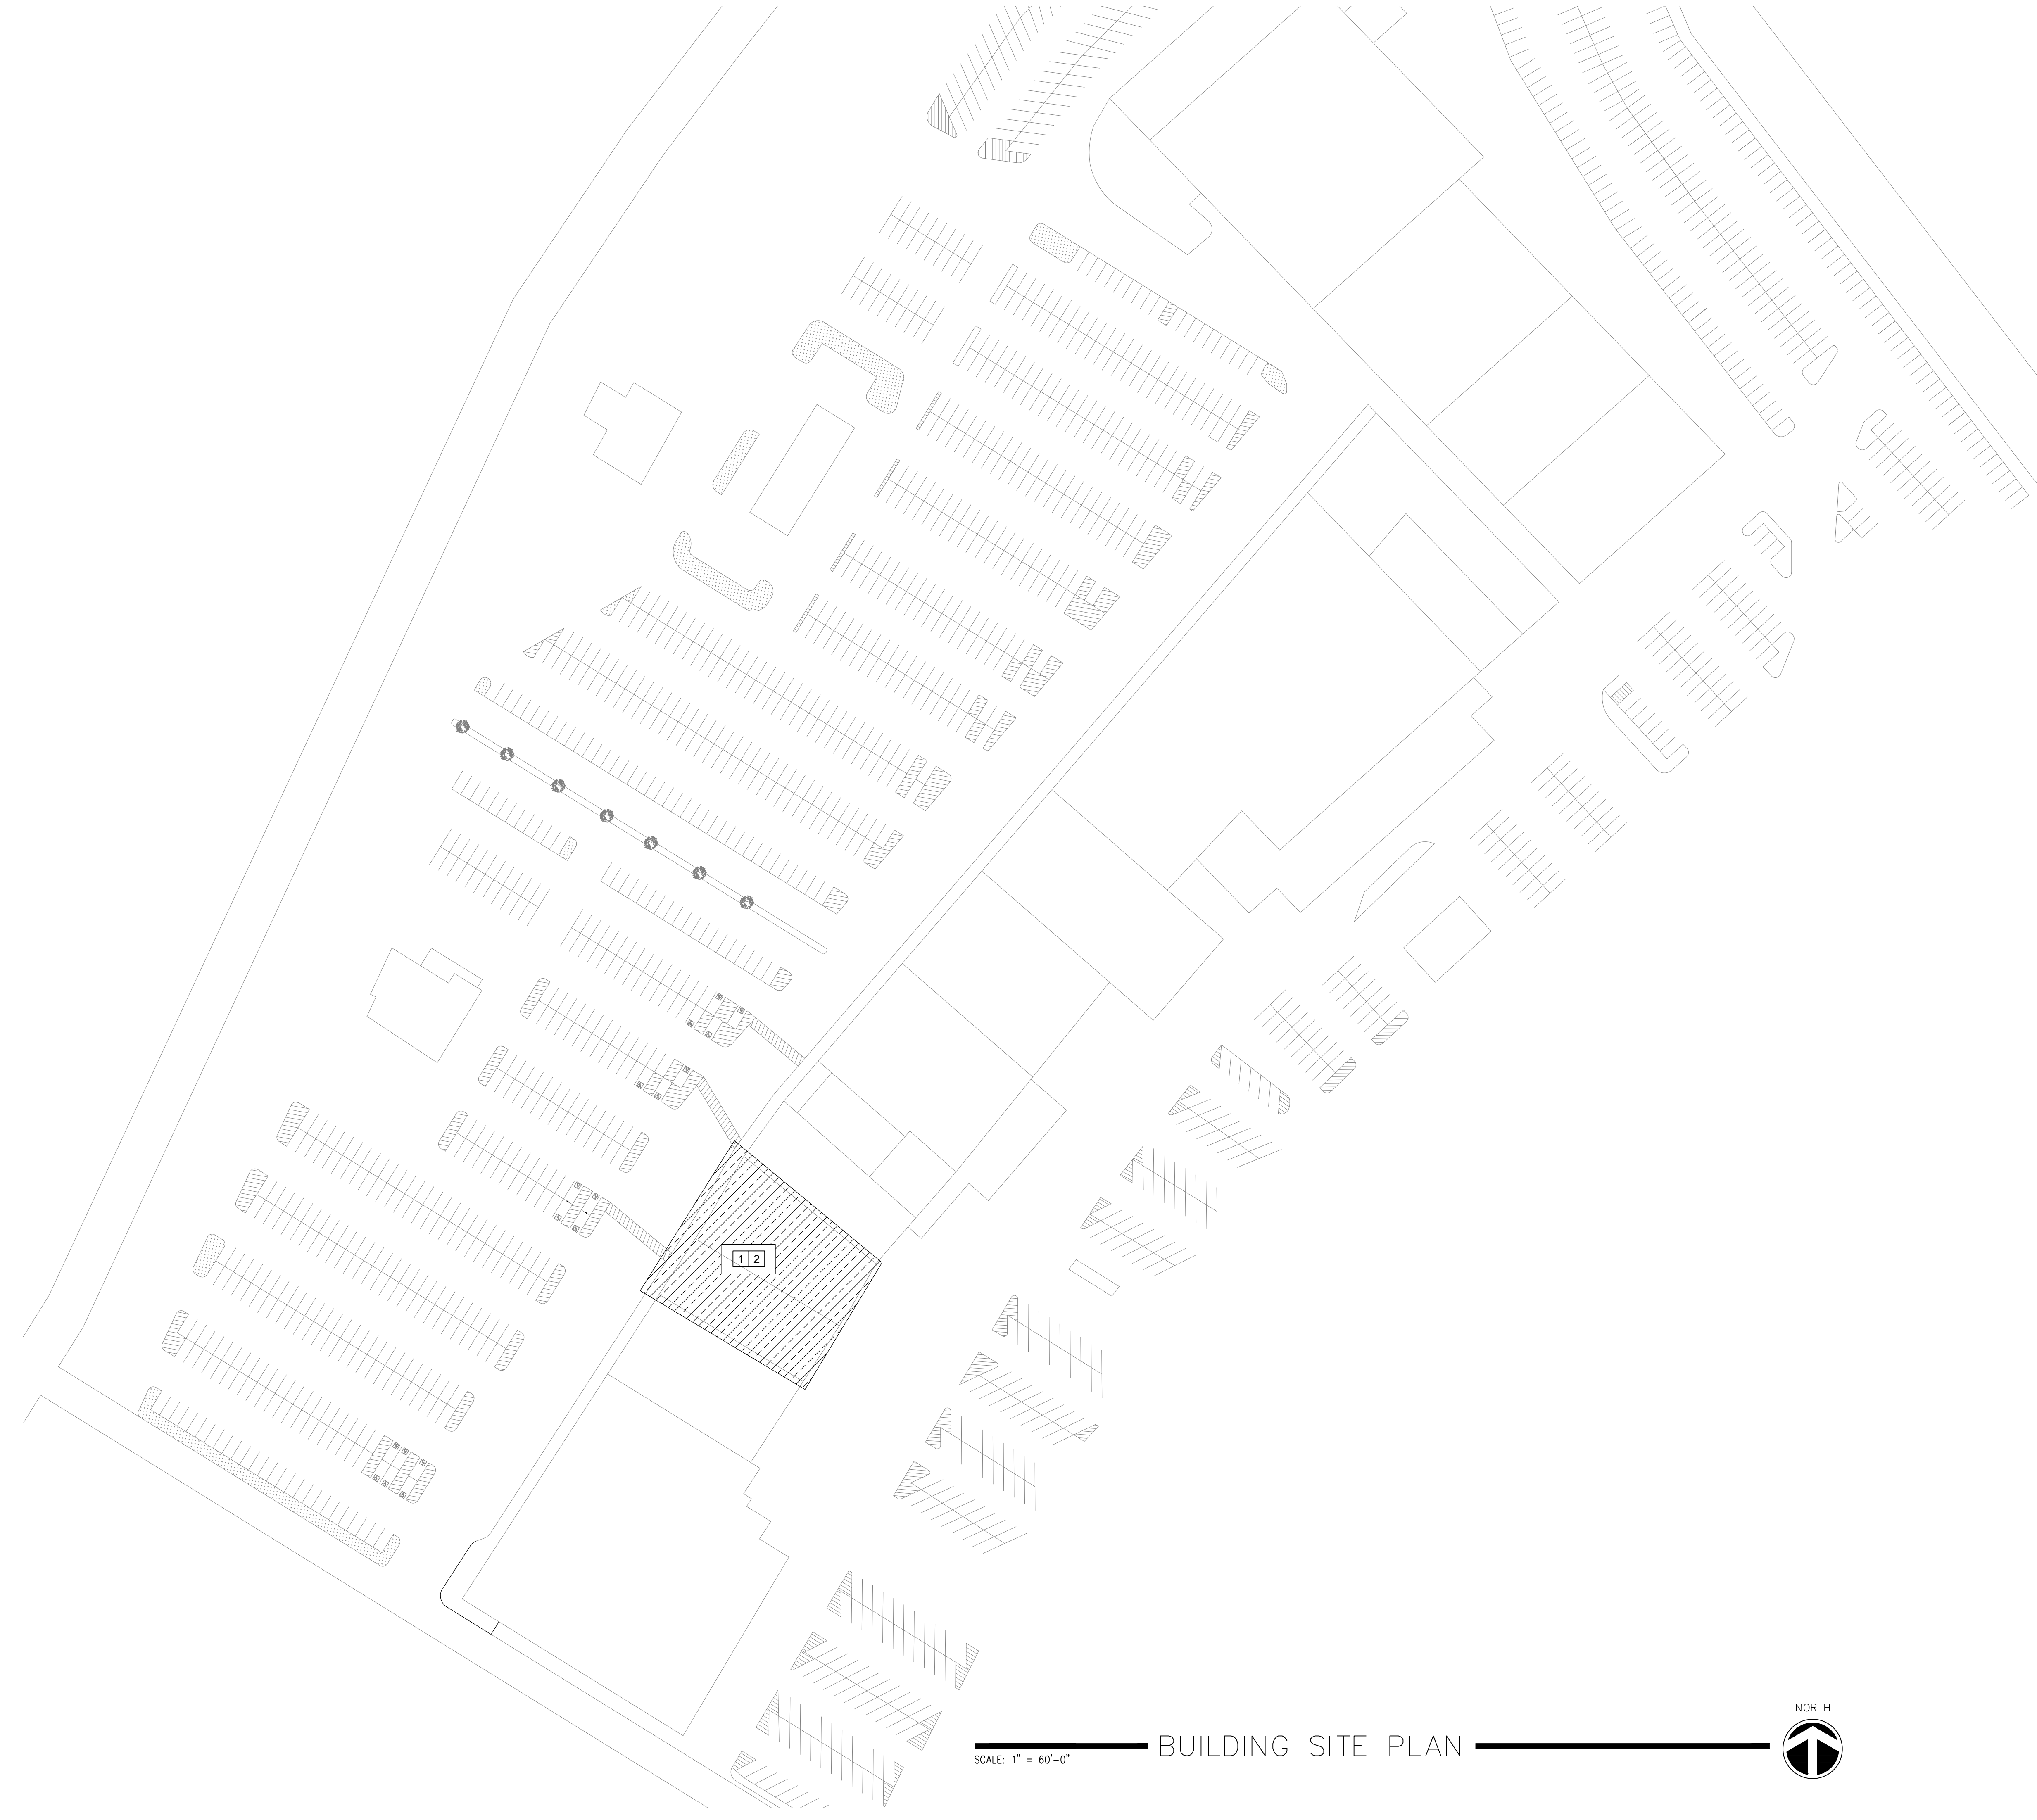 1 2
NORTH
BUILDING SITE PLAN
SCALE: 1" = 60'-0"